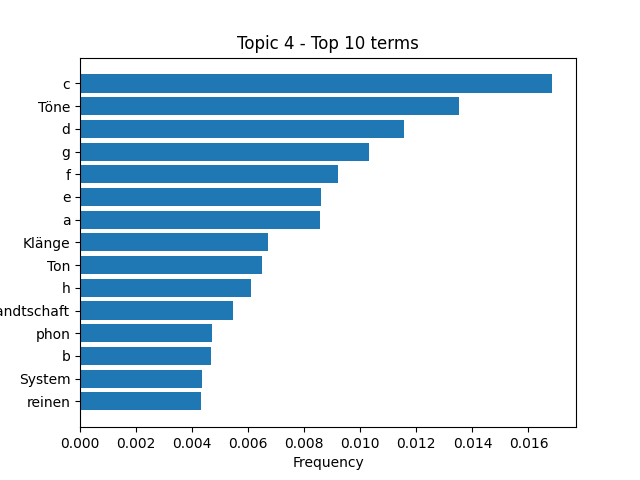 Topic 4 - Top 10 terms
c
Töne
d
g
f
e
a
Klänge
Ton
h
andtschaft
phon
b
System
reinen
0.000 0.002 0.004 0.006 0.008 0.010 0.012 0.014 0.016
Frequency